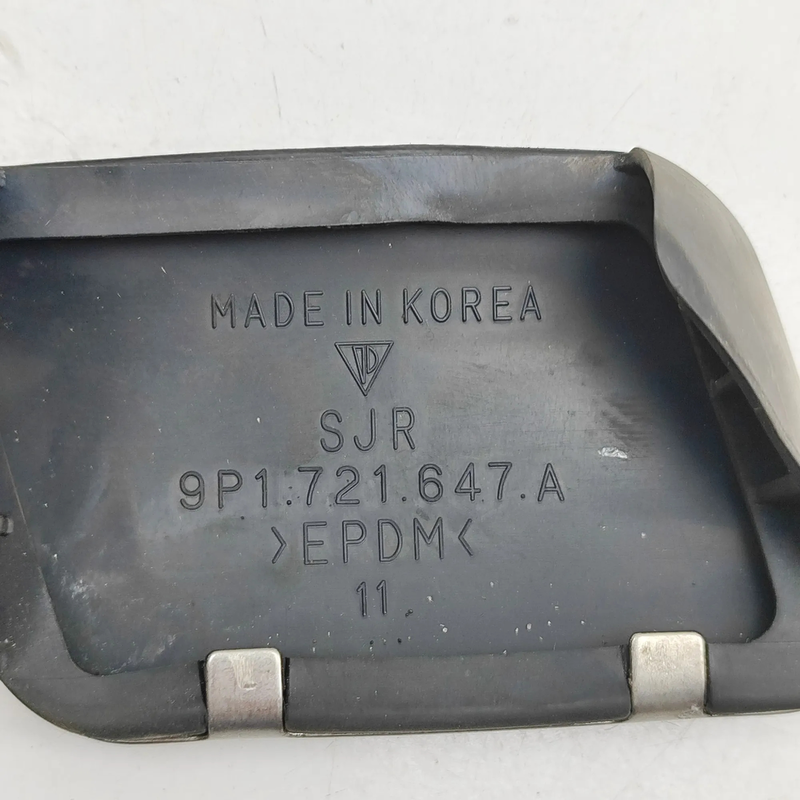 MADE IN KOREA
SJR
9P1.721.647.A
>EPDM<
11